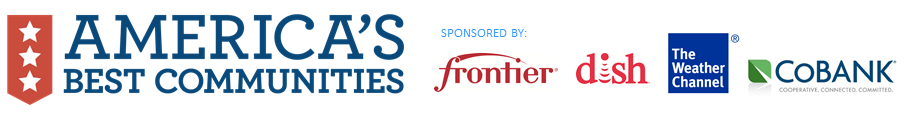 AMERICA'S
BEST COMMUNITIES
SPONSORED BY:
frontier®
dish
The
Weather
Channel
®
COBANK®
COOPERATIVE. CONNECTED. COMMITTED.